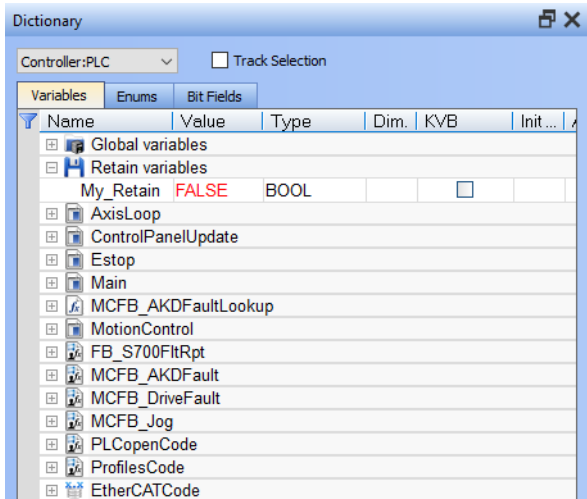 Dictionary
Controller:PLC Track Selection
Variables Enums Bit Fields
Name Value Type Dim. KVB Init ...
Global variables
Retain variables
My_Retain FALSE BOOL
AxisLoop
ControlPanelUpdate
Estop
Main
MCFB_AKDFaultLookup
MotionControl
FB_S700FltRpt
MCFB_AKDFault
MCFB_DriveFault
MCFB_Jog
PLCopenCode
ProfilesCode
EtherCATCode